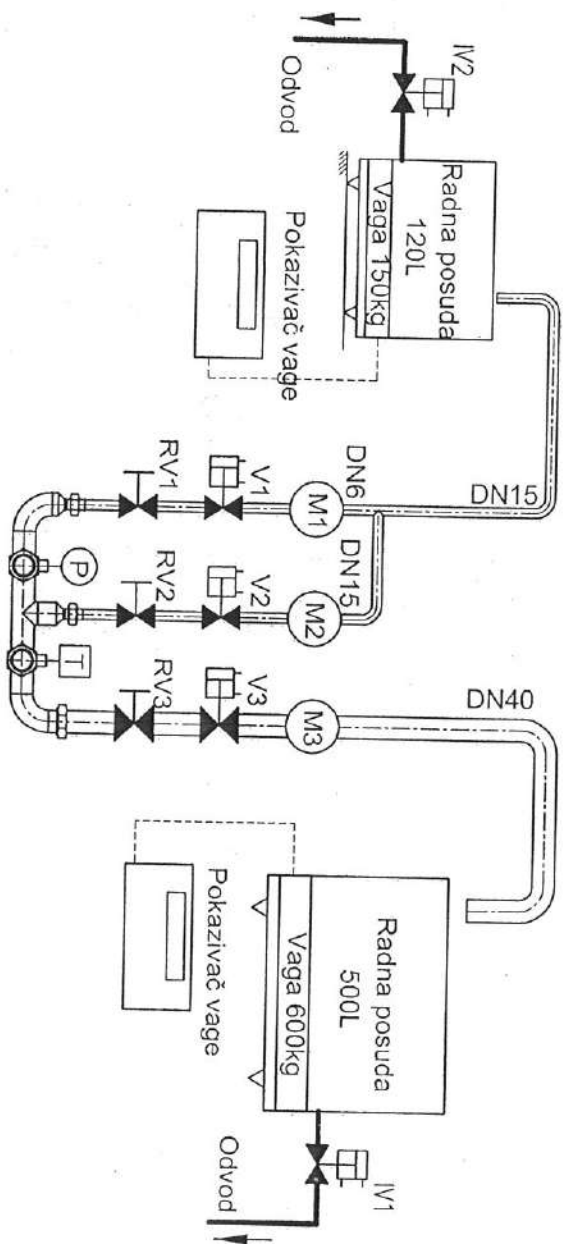 IV2
Odvod
Radna posuda
120L
Vaga 150kg
Pokazivač vage
DN15
DN6
DN15
M1
M2
V1
V2
RV1
RV2
P
T
DN40
M3
V3
RV3
Radna posuda
500L
Vaga 600kg
Pokazivač vage
IV1
Odvod